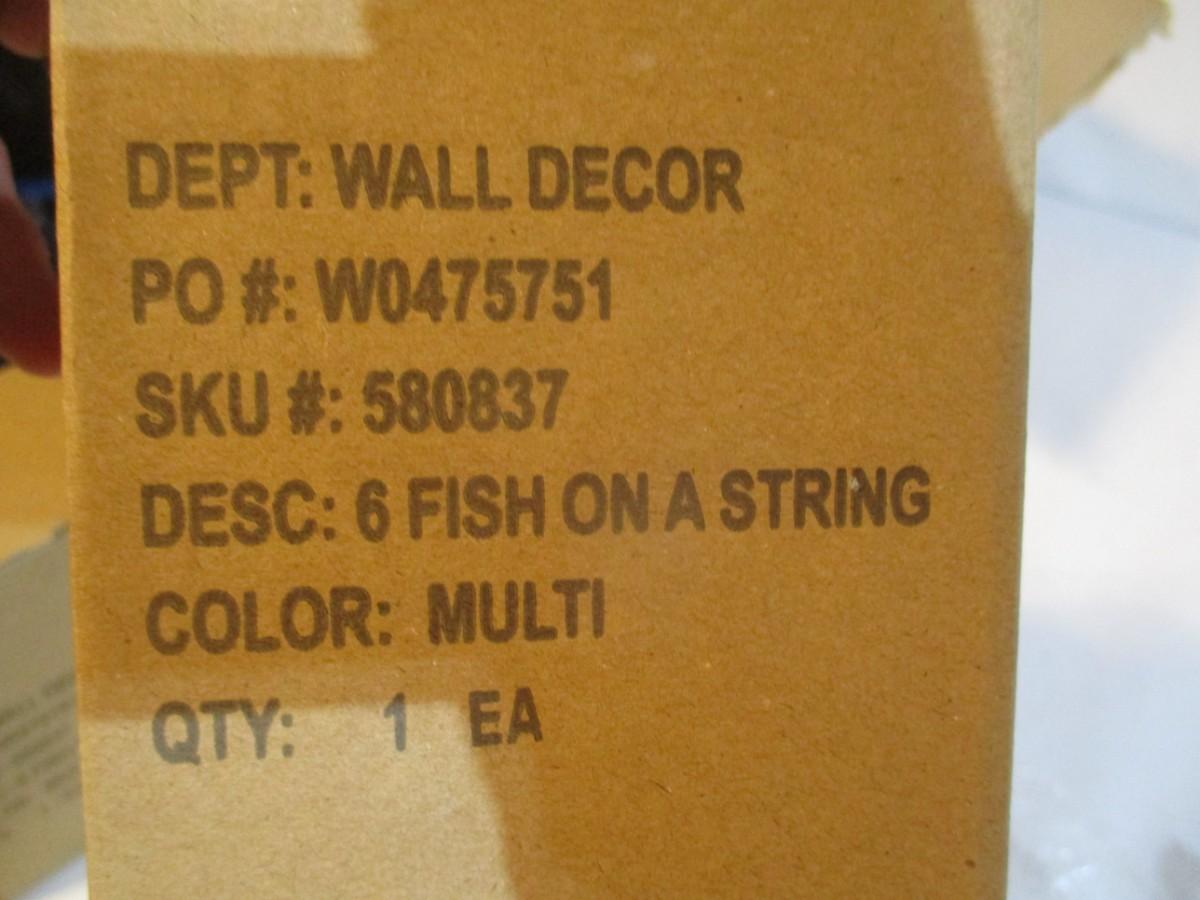 DEPT: WALL DECOR
PO #: W0475751
SKU #: 580837
DESC: 6 FISH ON A STRING
COLOR: MULTI
QTY: 1 EA